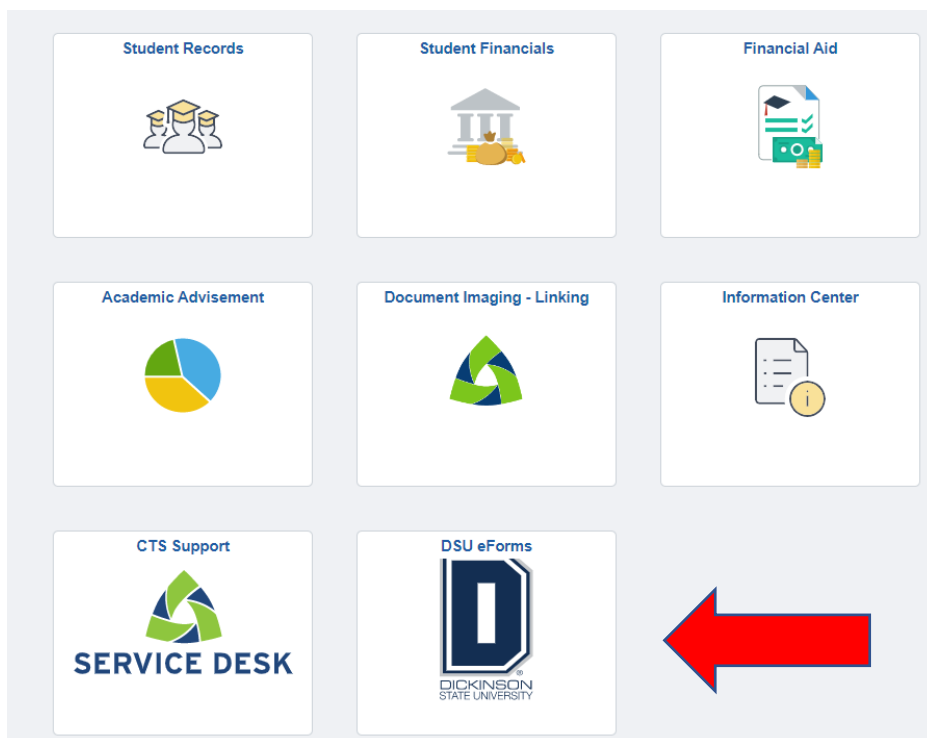 Student Records
Student Financials
Financial Aid
Academic Advisement
Document Imaging - Linking
Information Center
i
CTS Support
DSU eForms
SERVICE DESK
D
®
DICKINSON
STATE UNIVERSITY